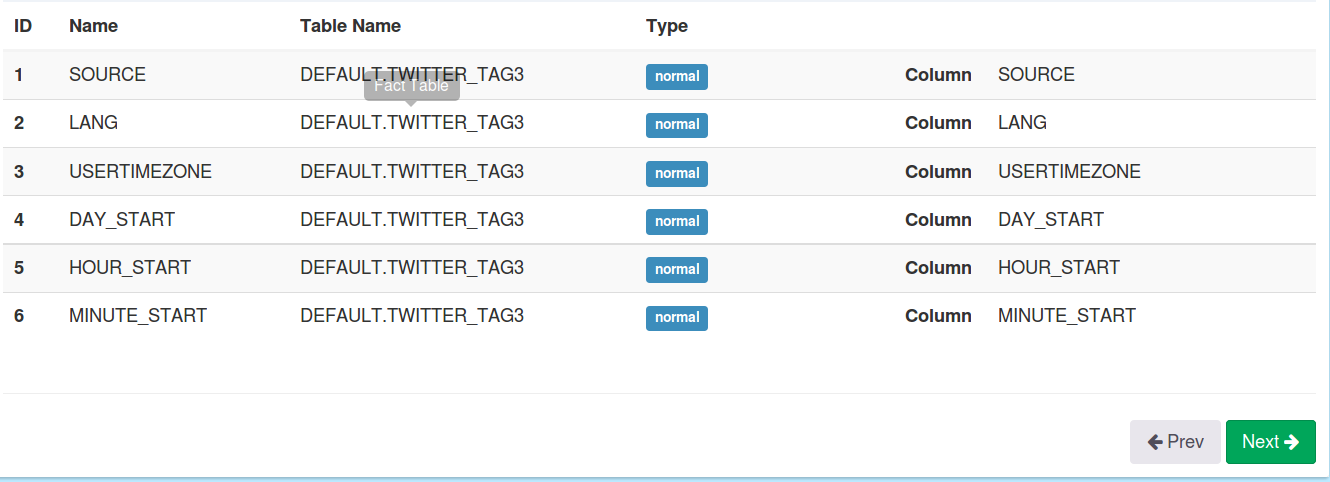 ID Name Table Name Type
1 SOURCE DEFAULT.TWITTER_TAG3 normal Column SOURCE
Fact Table
2 LANG DEFAULT.TWITTER_TAG3 normal Column LANG
3 USERTIMEZONE DEFAULT.TWITTER_TAG3 normal Column USERTIMEZONE
4 DAY_START DEFAULT.TWITTER_TAG3 normal Column DAY_START
5 HOUR_START DEFAULT.TWITTER_TAG3 normal Column HOUR_START
6 MINUTE_START DEFAULT.TWITTER_TAG3 normal Column MINUTE_START
Prev Next